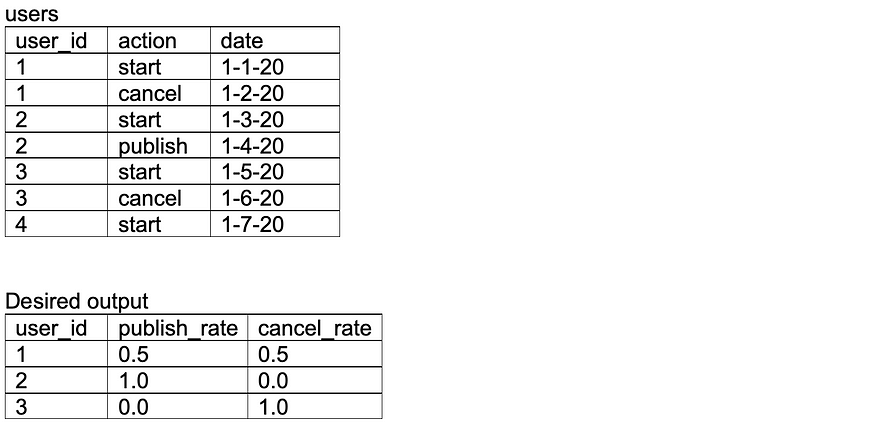 users
user_id action date
1 start 1-1-20
1 cancel 1-2-20
2 start 1-3-20
2 publish 1-4-20
3 start 1-5-20
3 cancel 1-6-20
4 start 1-7-20
Desired output
user_id publish_rate cancel_rate
1 0.5 0.5
2 1.0 0.0
3 0.0 1.0